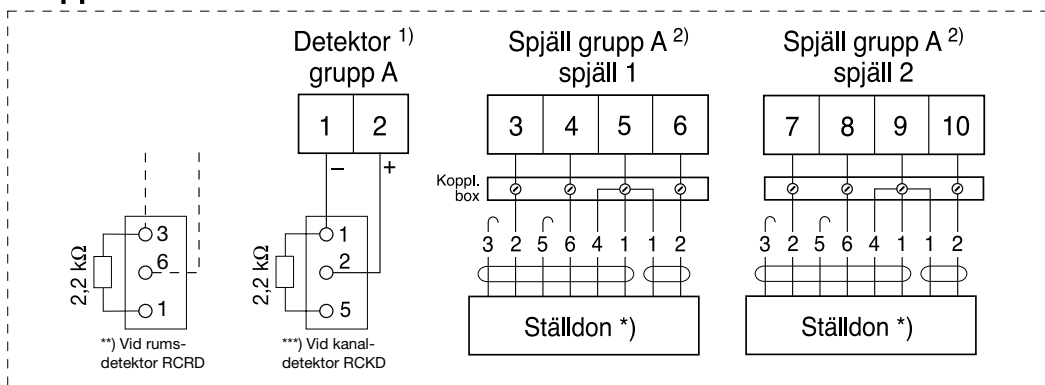 Detektor 1)
grupp A
Spjäll grupp A 2)
spjäll 1
Spjäll grupp A 2)
spjäll 2
1 2
3 4 5 6
7 8 9 10
– +
Koppl.
box
3 2 5 6 4 1 1 2
3 2 5 6 4 1 1 2
2,2 kΩ
3
6
1
2,2 kΩ
1
2
5
Ställdon *)
Ställdon *)
**) Vid rums-
detektor RCRD
***) Vid kanal-
detektor RCKD